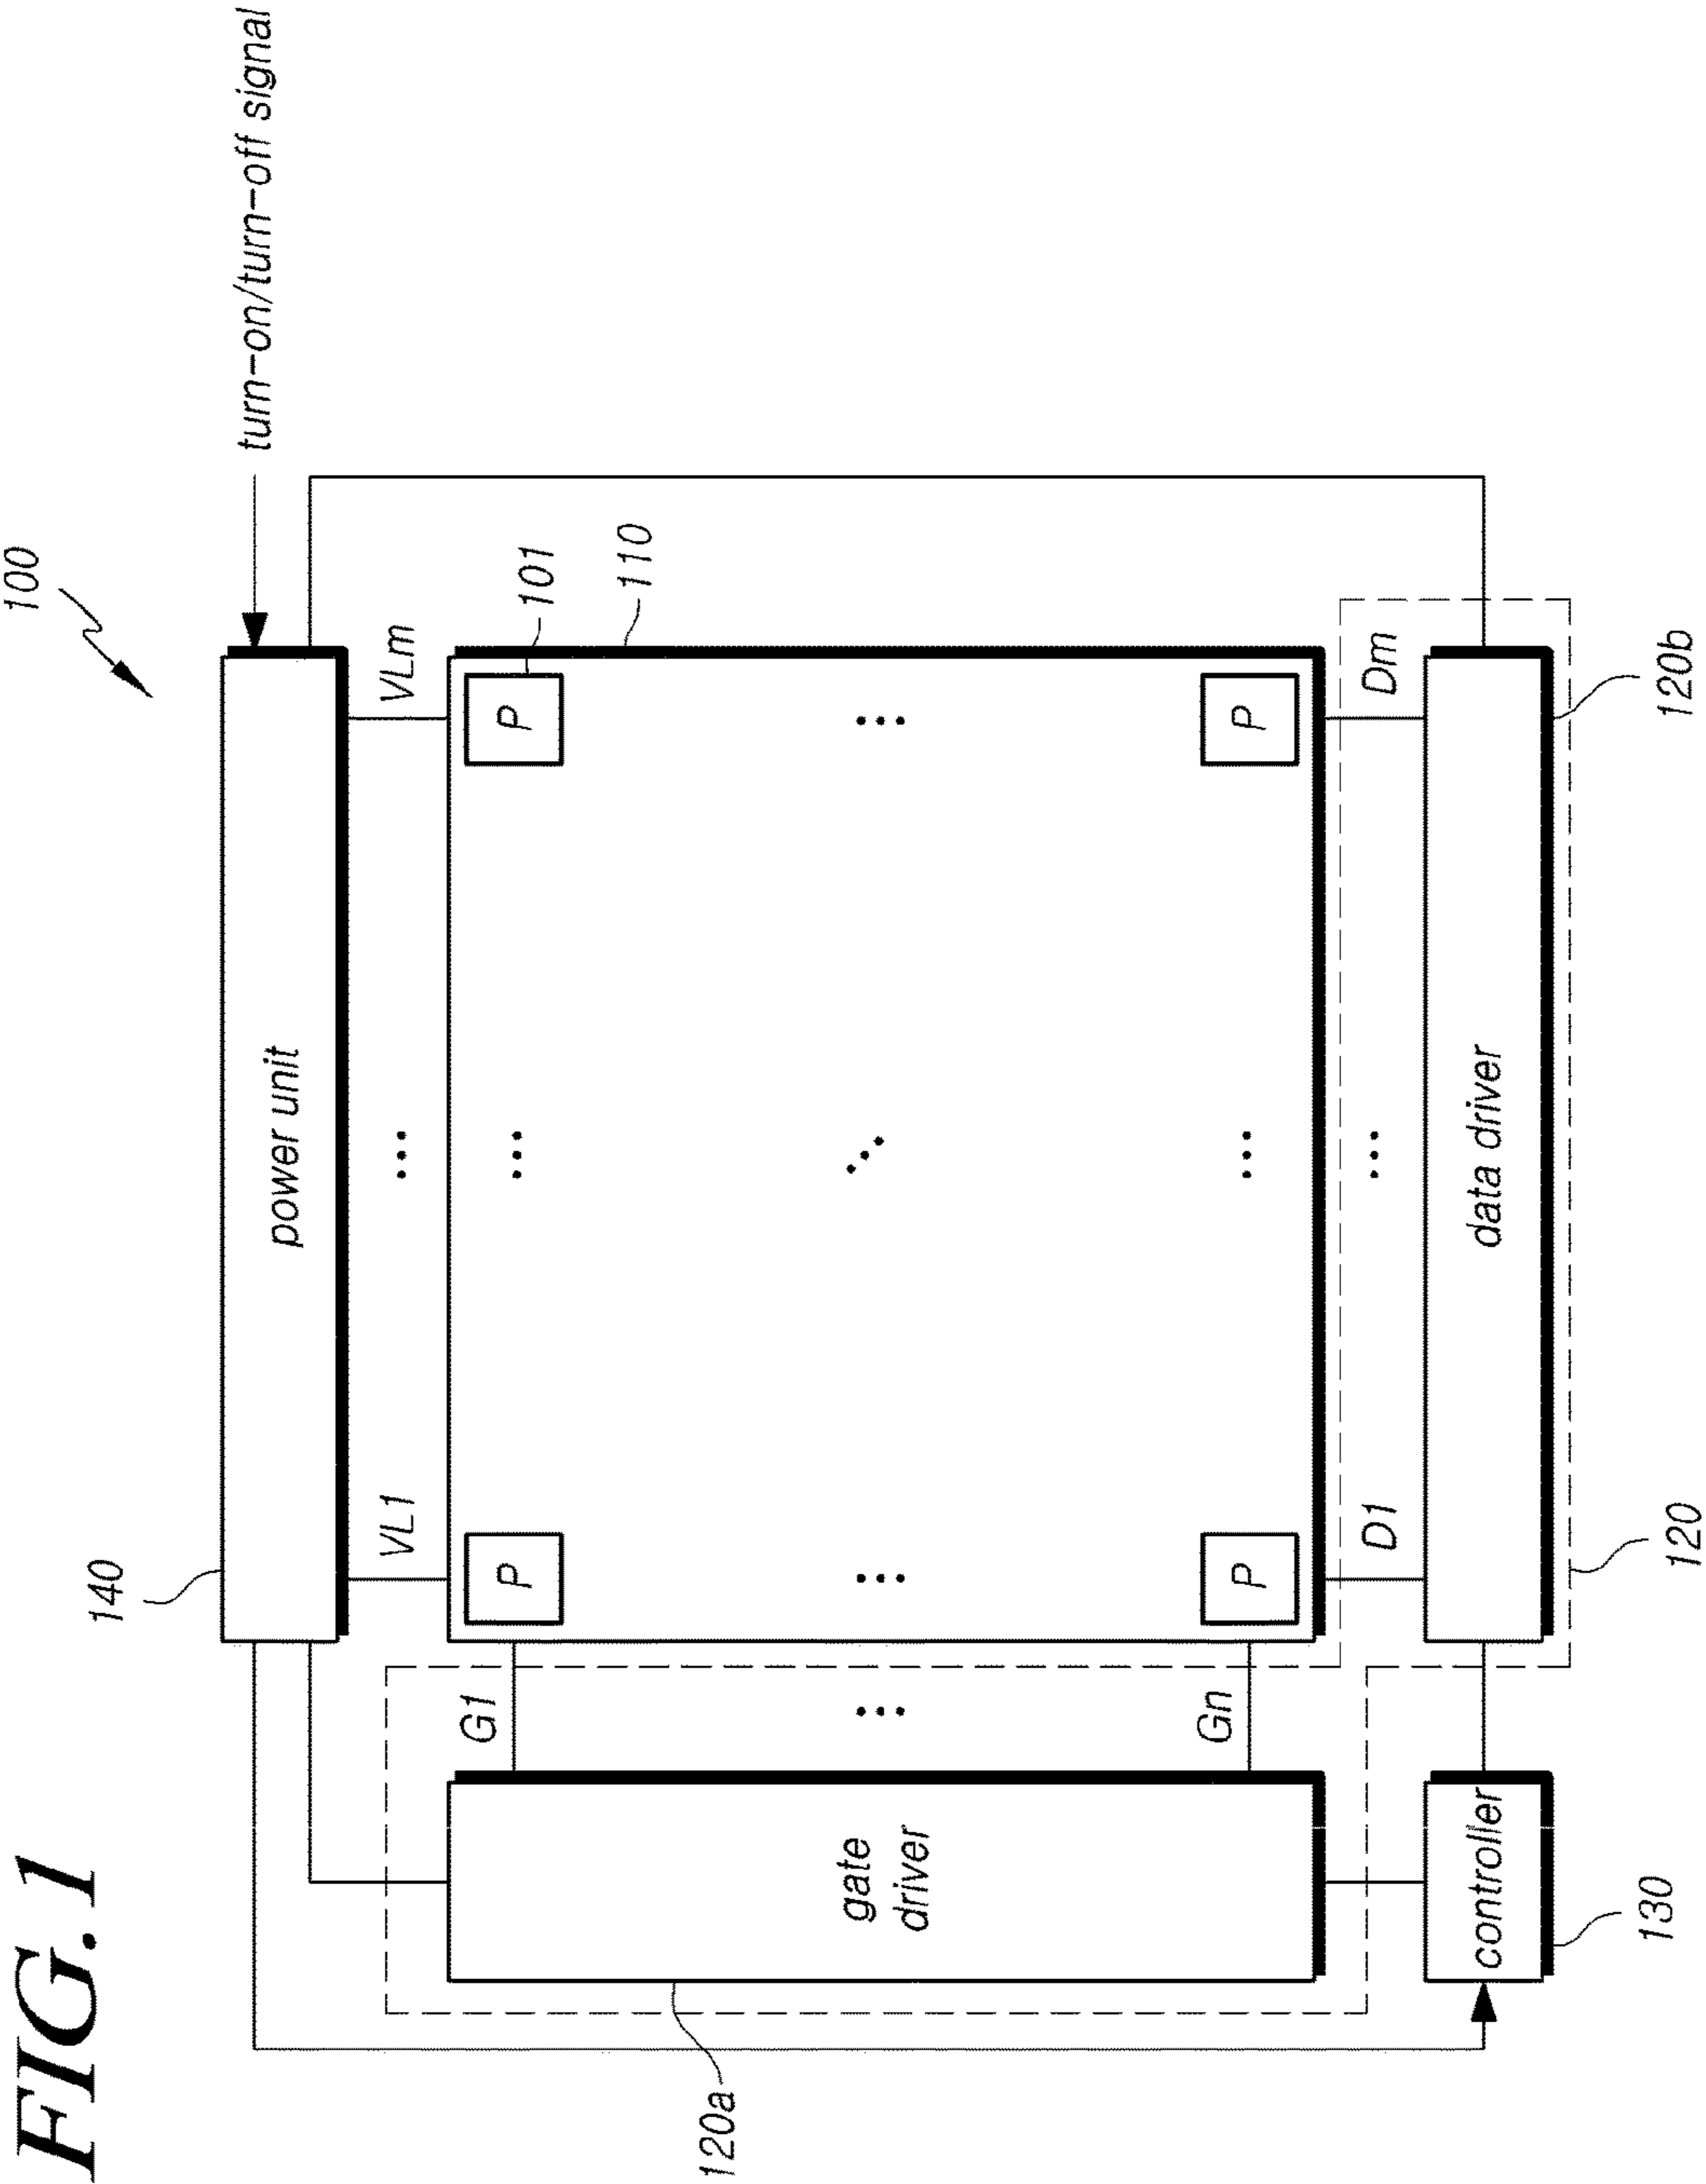 FIG. 1
100
turn-on/turn-off signal
140
power unit
VL1
...
VLm
101
110
G1
P
...
P
...
...
...
...
Gn
P
...
P
gate
driver
120a
D1
...
Dm
controller
data driver
130
120
120b